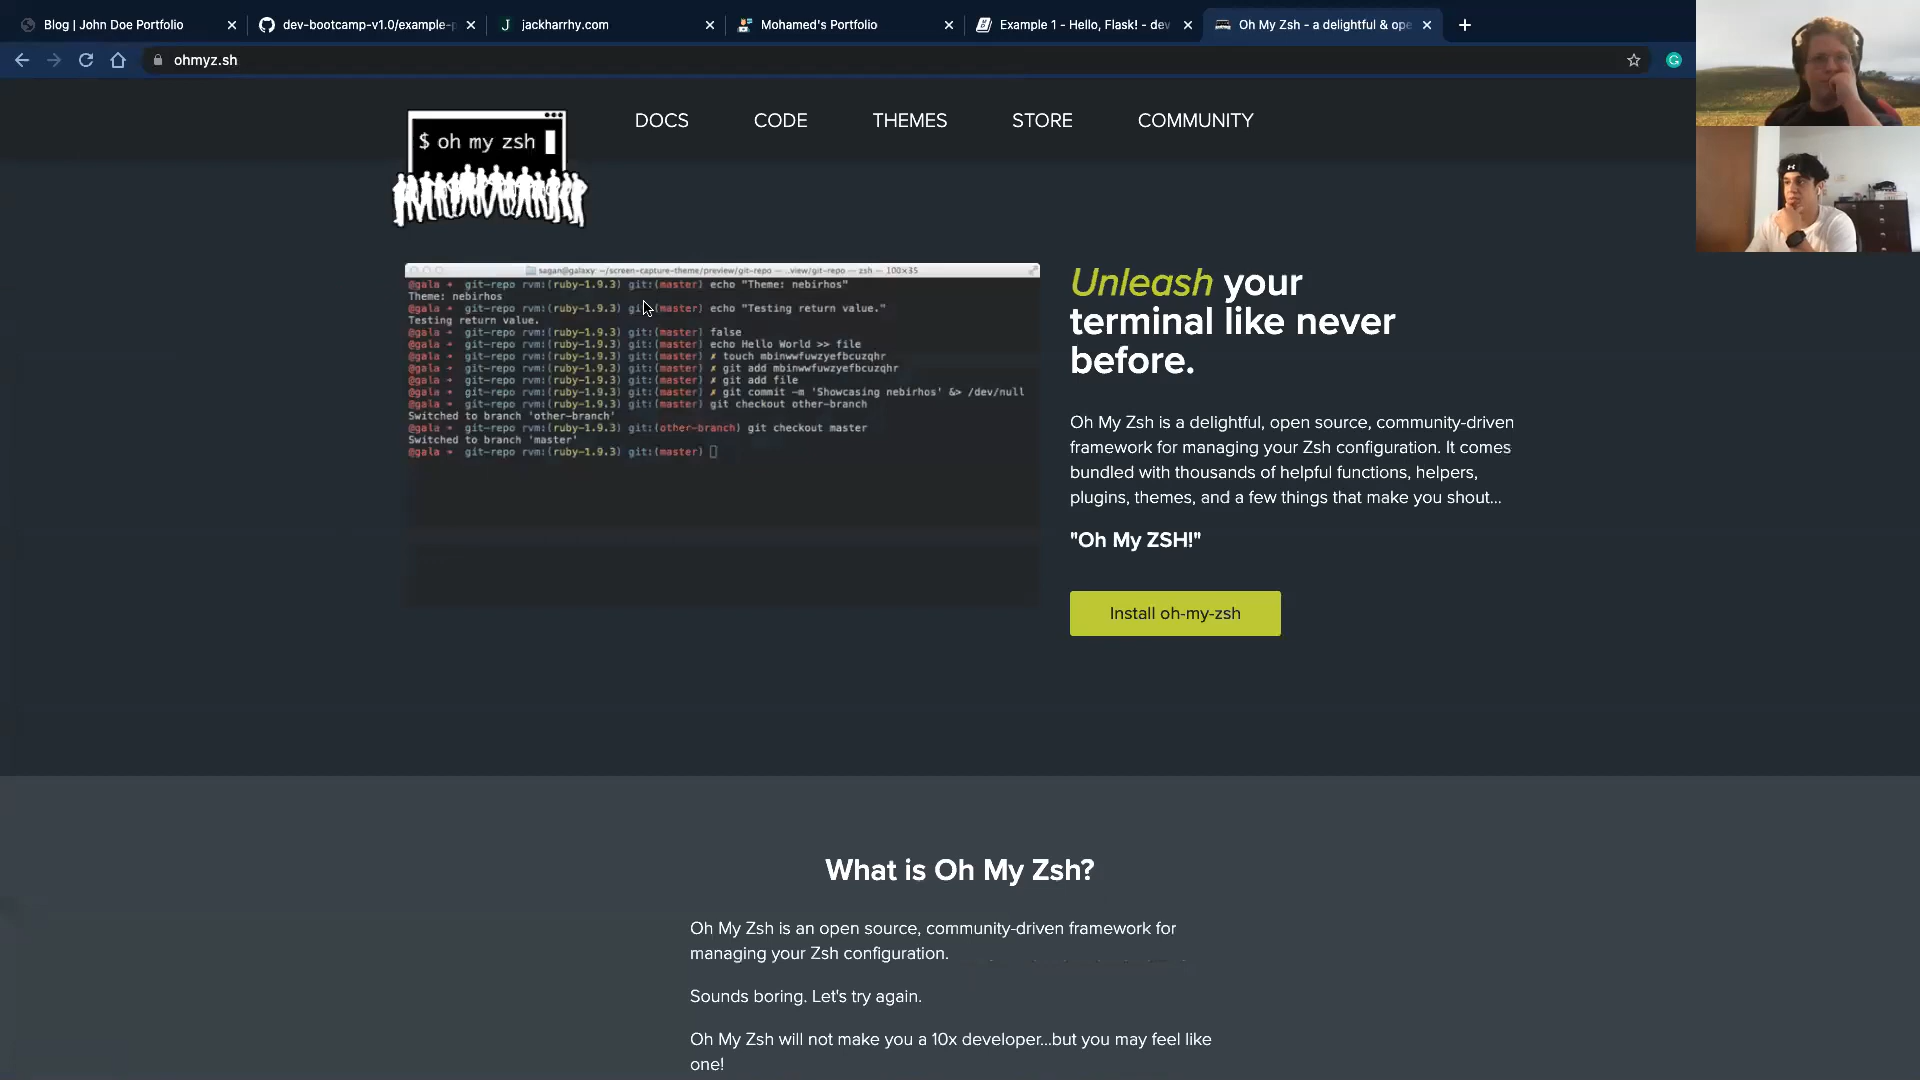 Blog | John Doe Portfolio
dev-bootcamp-v1.0/example-p
J jackharrhy.com
Mohamed's Portfolio
Example 1 - Hello, Flask! - dev
Oh My Zsh - a delightful & ope
ohmyz.sh
$ oh my zsh
DOCS CODE THEMES STORE COMMUNITY
sagan@galaxy: ~/screen-capture-theme/preview/git-repo — ...view/git-repo — zsh — 100×35
@gala ➜ git-repo rvm:(ruby-1.9.3) git:(master) echo "Theme: nebirhos"
Theme: nebirhos
@gala ➜ git-repo rvm:(ruby-1.9.3) git:(master) echo "Testing return value."
Testing return value.
@gala ➜ git-repo rvm:(ruby-1.9.3) git:(master) false
@gala ➜ git-repo rvm:(ruby-1.9.3) git:(master) echo Hello World >> file
@gala ➜ git-repo rvm:(ruby-1.9.3) git:(master) ✗ touch mbinwwfuwzyefbcuzqhr
@gala ➜ git-repo rvm:(ruby-1.9.3) git:(master) ✗ git add mbinwwfuwzyefbcuzqhr
@gala ➜ git-repo rvm:(ruby-1.9.3) git:(master) ✗ git add file
@gala ➜ git-repo rvm:(ruby-1.9.3) git:(master) ✗ git commit -m 'Showcasing nebirhos' &> /dev/null
@gala ➜ git-repo rvm:(ruby-1.9.3) git:(master) git checkout other-branch
Switched to branch 'other-branch'
@gala ➜ git-repo rvm:(ruby-1.9.3) git:(other-branch) git checkout master
Switched to branch 'master'
@gala ➜ git-repo rvm:(ruby-1.9.3) git:(master)
Unleash your
terminal like never
before.
Oh My Zsh is a delightful, open source, community-driven
framework for managing your Zsh configuration. It comes
bundled with thousands of helpful functions, helpers,
plugins, themes, and a few things that make you shout...
"Oh My ZSH!"
Install oh-my-zsh
What is Oh My Zsh?
Oh My Zsh is an open source, community-driven framework for
managing your Zsh configuration.
Sounds boring. Let's try again.
Oh My Zsh will not make you a 10x developer...but you may feel like
one!